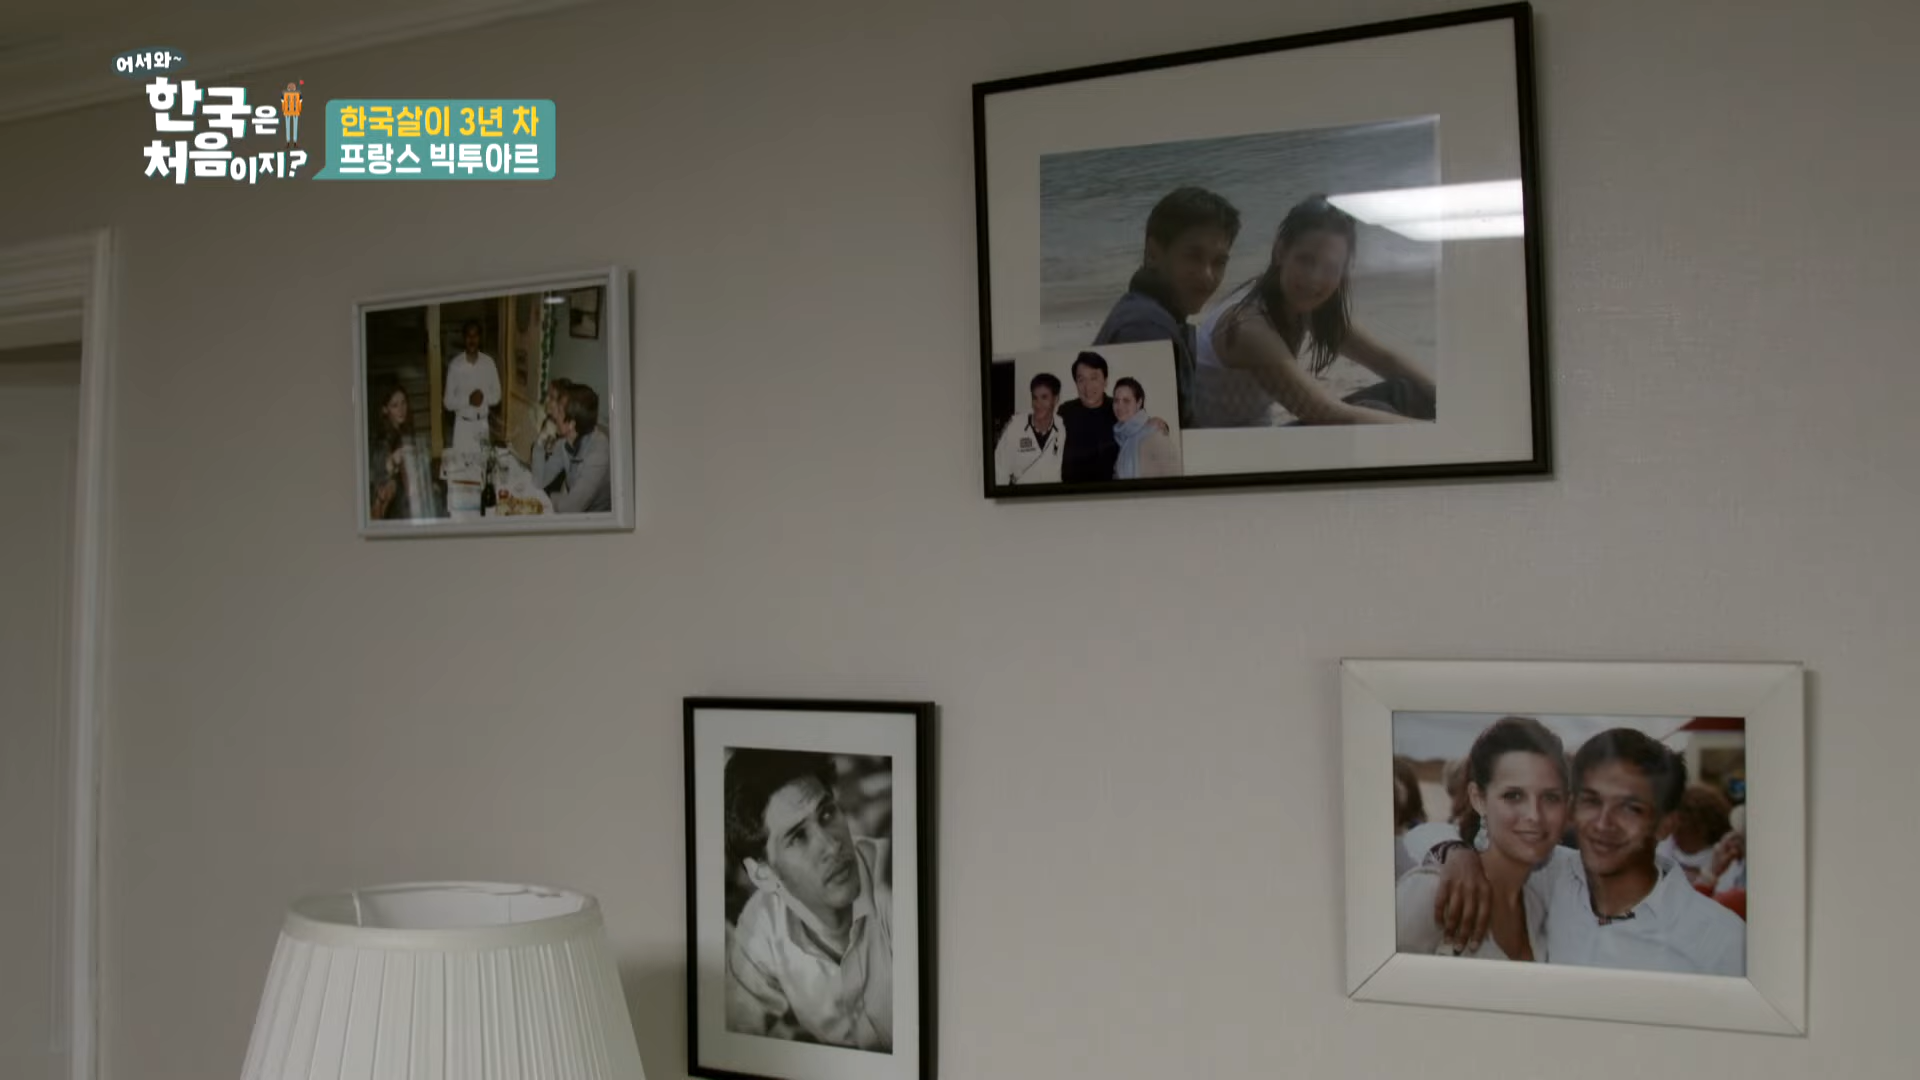 어서와~
한국은
처음이지?
한국살이 3년 차
프랑스 빅투아르